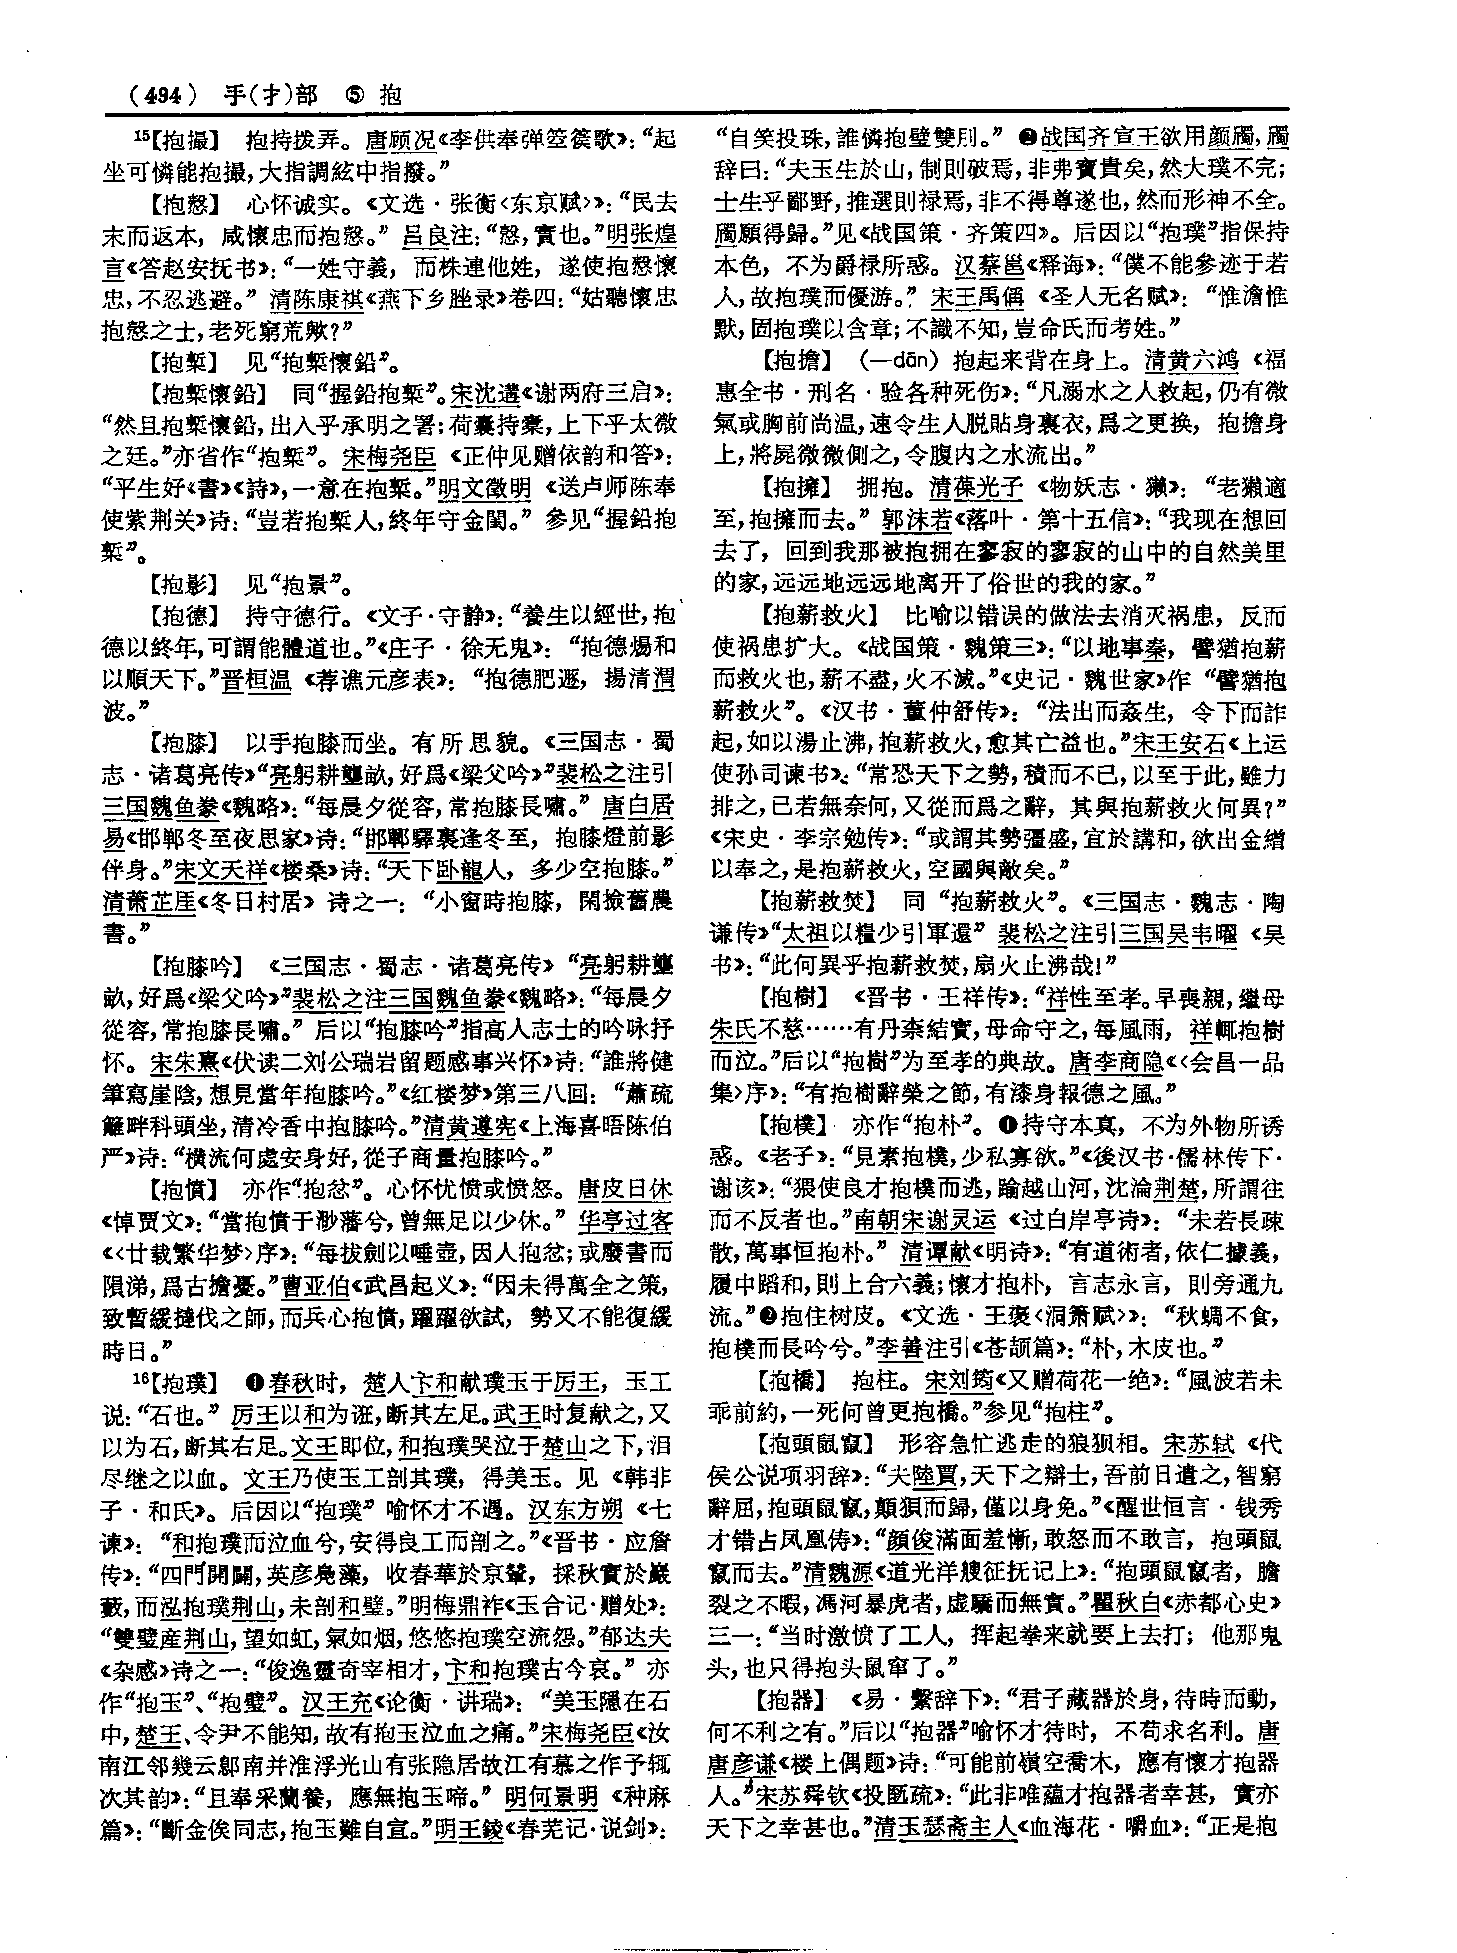 (494) 手(扌)部 ⑤ 抱
¹⁵【抱撮】 抱持拨弄。唐顾况《李供奉弹箜篌歌》：“起
坐可憐能抱撮，大指調絃中指撥。”
【抱慤】 心怀诚实。《文选·张衡〈东京赋〉》：“民去
末而返本，咸懷忠而抱慤。” 吕良注：“慤，實也。”明张煌
言《答赵安抚书》：“一姓守義， 而株連他姓， 遂使抱慤懷
忠，不忍逃避。” 清陈康祺《燕下乡脞录》卷四：“姑聽懷忠
抱慤之士，老死窮荒歟？”
【抱槧】 见“抱槧懷鉛”。
【抱槧懷鉛】 同“握鉛抱槧”。宋沈遘《谢两府三启》：
“然且抱槧懷鉛，出入乎承明之署；荷囊持橐，上下乎太微
之廷。”亦省作“抱槧”。 宋梅尧臣《正仲见赠依韵和答》：
“平生好《書》《詩》，一意在抱槧。”明文徵明《送卢师陈奉
使紫荆关》诗：“豈若抱槧人，終年守金閨。” 参见“握鉛抱
槧”。
【抱影】 见“抱景”。
【抱德】 持守德行。《文子·守静》：“養生以經世，抱
德以終年，可謂能體道也。”《庄子·徐无鬼》： “抱德煬和
以順天下。”晋桓温《荐谯元彦表》： “抱德肥遯， 揚清渭
波。”
【抱膝】 以手抱膝而坐。有所思貌。《三国志·蜀
志·诸葛亮传》“亮躬耕壟畝，好爲《梁父吟》”裴松之注引
三国魏鱼豢《魏略》：“每晨夕從容，常抱膝長嘯。” 唐白居
易《邯郸冬至夜思家》诗：“邯鄲驛裏逢冬至， 抱膝燈前影
伴身。”宋文天祥《楼桑》诗：“天下卧龍人， 多少空抱膝。”
清萧芷厓《冬日村居》 诗之一： “小窗時抱膝， 閑撿舊農
書。”
【抱膝吟】 《三国志·蜀志·诸葛亮传》 “亮躬耕壟
畝，好爲《梁父吟》”裴松之注三国魏鱼豢《魏略》：“每晨夕
從容，常抱膝長嘯。” 后以“抱膝吟”指高人志士的吟咏抒
怀。 宋朱熹《伏读二刘公瑞岩留题感事兴怀》诗：“誰將健
筆寫崖陰，想見當年抱膝吟。”《红楼梦》第三八回： “蕭疏
籬畔科頭坐，清冷香中抱膝吟。”清黄遵宪《上海喜晤陈伯
严》诗：“橫流何處安身好，從子商量抱膝吟。”
【抱憤】 亦作“抱忿”。心怀忧愤或愤怒。唐皮日休
《悼贾文》：“當抱憤于渺藩兮，曾無足以少休。” 华亭过客
《〈廿载繁华梦〉序》：“每拔劍以唾壺，因人抱忿；或廢書而
隕涕，爲古擔憂。”曹亚伯《武昌起义》：“因未得萬全之策，
致暫緩撻伐之師，而兵心抱憤，躍躍欲試， 勢又不能復緩
時日。”
¹⁶【抱璞】 ❶春秋时， 楚人卞和献璞玉于厉王， 玉工
说：“石也。” 厉王以和为诳，断其左足。武王时复献之，又
以为石，断其右足。文王即位，和抱璞哭泣于楚山之下，泪
尽继之以血。 文王乃使玉工剖其璞， 得美玉。见《韩非
子·和氏》。后因以“抱璞” 喻怀才不遇。汉东方朔《七
谏》： “和抱璞而泣血兮，安得良工而剖之。”《晋书·应詹
传》：“四門開闢，英彦鳧藻， 收春華於京輦， 採秋實於巖
藪，而泓抱璞荆山，未剖和璧。”明梅鼎祚《玉合记·赠处》：
“雙璧産荆山，望如虹，氣如烟，悠悠抱璞空流怨。”郁达夫
《杂感》诗之一：“俊逸靈奇宰相才，卞和抱璞古今哀。” 亦
作“抱玉”、“抱璧”。 汉王充《论衡·讲瑞》： “美玉隱在石
中，楚王、令尹不能知，故有抱玉泣血之痛。”宋梅尧臣《汝
南江邻幾云鄎南并淮浮光山有张隐居故江有慕之作予辄
次其韵》：“且奉采蘭養， 應無抱玉啼。” 明何景明《种麻
篇》：“斷金俟同志，抱玉難自宣。”明王錂《春芜记·说剑》：
“自笑投珠，誰憐抱璧雙刖。” ❷战国齐宣王欲用颜斶，斶
辞曰：“夫玉生於山，制則破焉，非弗寶貴矣，然大璞不完；
士生乎鄙野，推選則禄焉，非不得尊遂也，然而形神不全。
斶願得歸。”见《战国策·齐策四》。后因以“抱璞”指保持
本色， 不为爵禄所惑。汉蔡邕《释诲》：“僕不能參迹于若
人，故抱璞而優游。” 宋王禹偁《圣人无名赋》： “惟澹惟
默，固抱璞以含章；不識不知，豈命氏而考姓。”
【抱擔】 (—dān) 抱起来背在身上。清黄六鸿《福
惠全书·刑名·验各种死伤》：“凡溺水之人救起，仍有微
氣或胸前尚温，速令生人脱貼身裏衣，爲之更换， 抱擔身
上，將屍微微側之，令腹内之水流出。”
【抱擁】 拥抱。清葆光子《物妖志·獭》：“老獺適
至，抱擁而去。” 郭沫若《落叶·第十五信》：“我现在想回
去了， 回到我那被抱拥在寥寂的寥寂的山中的自然美里
的家，远远地远远地离开了俗世的我的家。”
【抱薪救火】 比喻以错误的做法去消灭祸患， 反而
使祸患扩大。《战国策·魏策三》：“以地事秦， 譬猶抱薪
而救火也，薪不盡，火不滅。”《史记·魏世家》作 “譬猶抱
薪救火”。《汉书·董仲舒传》： “法出而姦生， 令下而詐
起，如以湯止沸，抱薪救火，愈其亡益也。”宋王安石《上运
使孙司谏书》：“常恐天下之勢，積而不已，以至于此，雖力
排之，已若無奈何，又從而爲之辭， 其與抱薪救火何異？”
《宋史·李宗勉传》：“或謂其勢彊盛，宜於講和，欲出金繒
以奉之，是抱薪救火，空國與敵矣。”
【抱薪救焚】 同 “抱薪救火”。《三国志·魏志·陶
谦传》“太祖以糧少引軍還” 裴松之注引三国吴韦曜《吴
书》：“此何異乎抱薪救焚，扇火止沸哉！”
【抱樹】 《晋书·王祥传》：“祥性至孝。早喪親，繼母
朱氏不慈……有丹柰結實，母命守之，每風雨， 祥輒抱樹
而泣。”后以“抱樹”为至孝的典故。唐李商隐《〈会昌一品
集〉序》：“有抱樹辭榮之節，有漆身報德之風。”
【抱樸】 亦作“抱朴”。❶持守本真， 不为外物所诱
惑。《老子》：“見素抱樸，少私寡欲。”《後汉书·儒林传下·
谢该》：“猥使良才抱樸而逃，踰越山河，沈淪荆楚，所謂往
而不反者也。”南朝宋谢灵运《过白岸亭诗》： “未若長疎
散，萬事恒抱朴。” 清谭献《明诗》：“有道術者，依仁據義，
履中蹈和，則上合六義；懷才抱朴， 言志永言， 則旁通九
流。”❷抱住树皮。《文选·王褒〈洞箫赋〉》： “秋蜩不食，
抱樸而長吟兮。”李善注引《苍颉篇》：“朴，木皮也。”
【抱橋】 抱柱。宋刘筠《又赠荷花一绝》：“風波若未
乖前約，一死何曾更抱橋。”参见“抱柱”。
【抱頭鼠竄】 形容急忙逃走的狼狈相。宋苏轼《代
侯公说项羽辞》：“夫陸賈，天下之辯士，吾前日遣之，智窮
辭屈，抱頭鼠竄，顛狽而歸，僅以身免。”《醒世恒言·钱秀
才错占凤凰俦》：“顔俊滿面羞慚，敢怒而不敢言， 抱頭鼠
竄而去。”清魏源《道光洋艘征抚记上》：“抱頭鼠竄者， 膽
裂之不暇，馮河暴虎者，虚驕而無實。”瞿秋白《赤都心史》
三一：“当时激愤了工人， 挥起拳来就要上去打； 他那鬼
头，也只得抱头鼠窜了。”
【抱器】 《易·繫辞下》：“君子藏器於身，待時而動，
何不利之有。”后以“抱器”喻怀才待时， 不苟求名利。唐
唐彦谦《楼上偶题》诗：“可能前嶺空喬木， 應有懷才抱器
人。”宋苏舜钦《投匦疏》：“此非唯蘊才抱器者幸甚， 實亦
天下之幸甚也。”清玉瑟斋主人《血海花·嚼血》：“正是抱